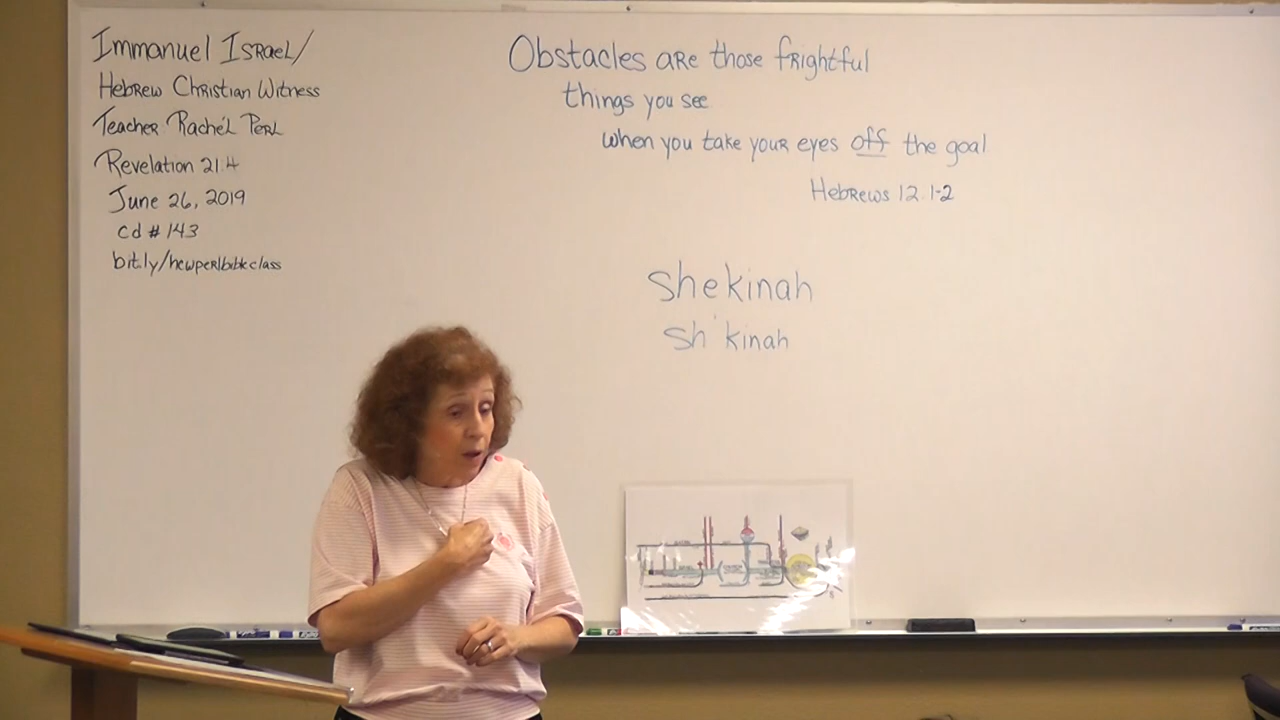 Immanuel Israel/
Hebrew Christian Witness
Teacher Rachél Perl
Revelation 21.4
June 26, 2019
cd # 143
bit.ly/newperlbibleclass
Obstacles are those frightful
things you see
when you take your eyes off the goal
Hebrews 12.1-2
shekinah
sh'kinah